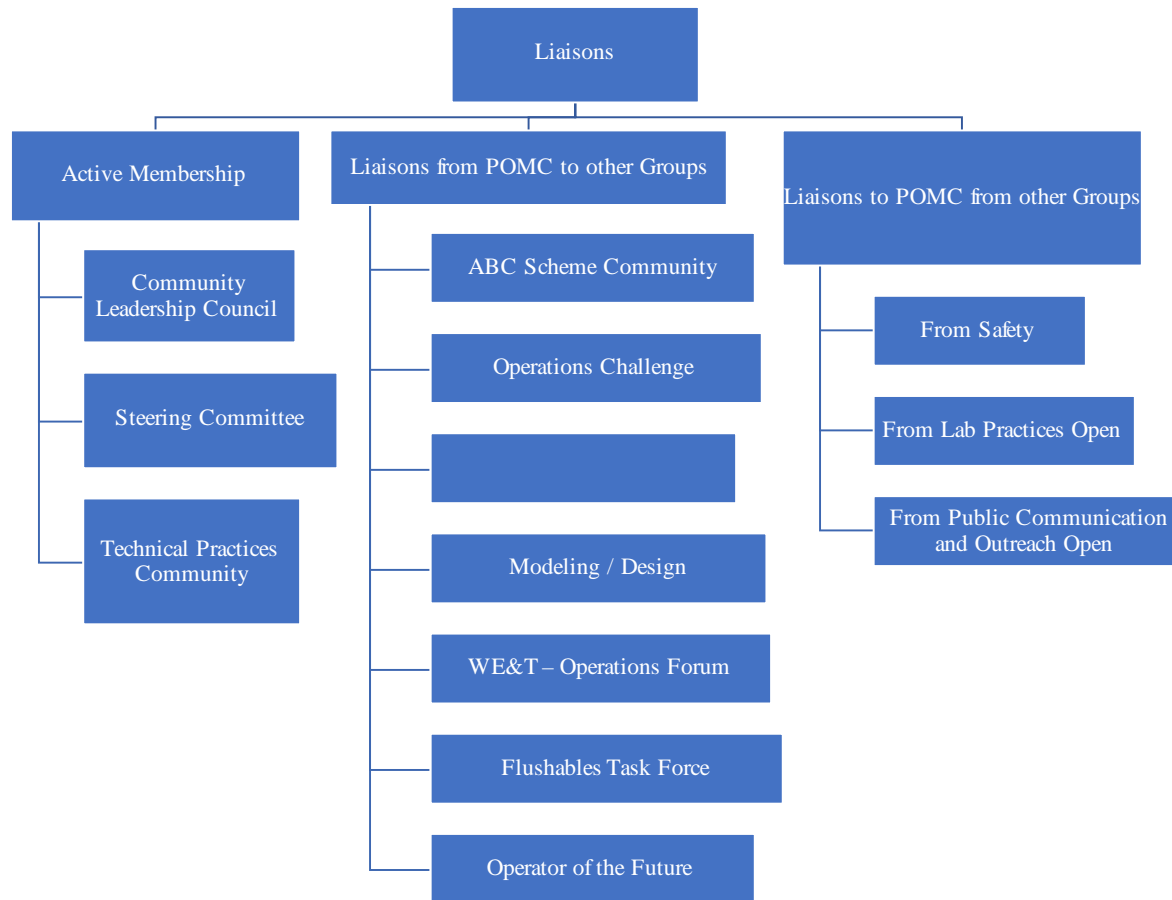 Liaisons
Active Membership
Community
Leadership Council
Steering Committee
Technical Practices
Community
Liaisons from POMC to other Groups
ABC Scheme Community
Operations Challenge
Modeling / Design
WE&T – Operations Forum
Flushables Task Force
Operator of the Future
Liaisons to POMC from other Groups
From Safety
From Lab Practices Open
From Public Communication
and Outreach Open